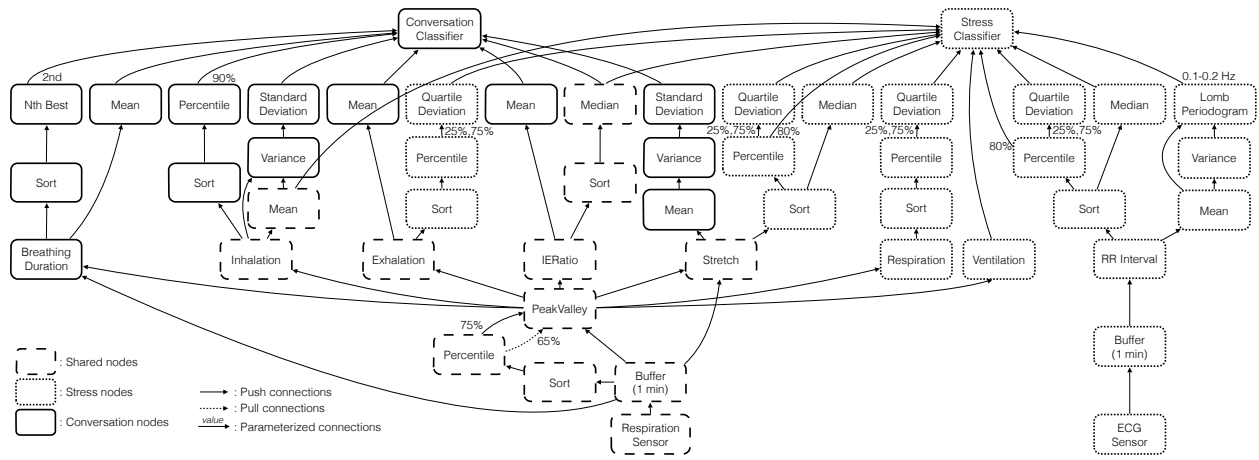 Conversation
Classifier
Stress
Classifier
2nd
90%
0.1-0.2 Hz
Nth Best
Mean
Percentile
Standard
Deviation
Mean
Quartile
Deviation
Mean
Median
Standard
Deviation
Quartile
Deviation
Median
Quartile
Deviation
Quartile
Deviation
Median
Lomb
Periodogram
25%,75%
25%,75%
80%
25%,75%
25%,75%
80%
Variance
Percentile
Variance
Percentile
Percentile
Percentile
Variance
Sort
Sort
Sort
Mean
Sort
Mean
Sort
Sort
Sort
Mean
Breathing
Duration
Inhalation
Exhalation
IERatio
Stretch
Respiration
Ventilation
RR Interval
PeakValley
75%
65%
Percentile
Sort
Buffer
(1 min)
Buffer
(1 min)
Respiration
Sensor
ECG
Sensor
: Shared nodes
: Stress nodes
: Conversation nodes
: Push connections
: Pull connections
value
: Parameterized connections